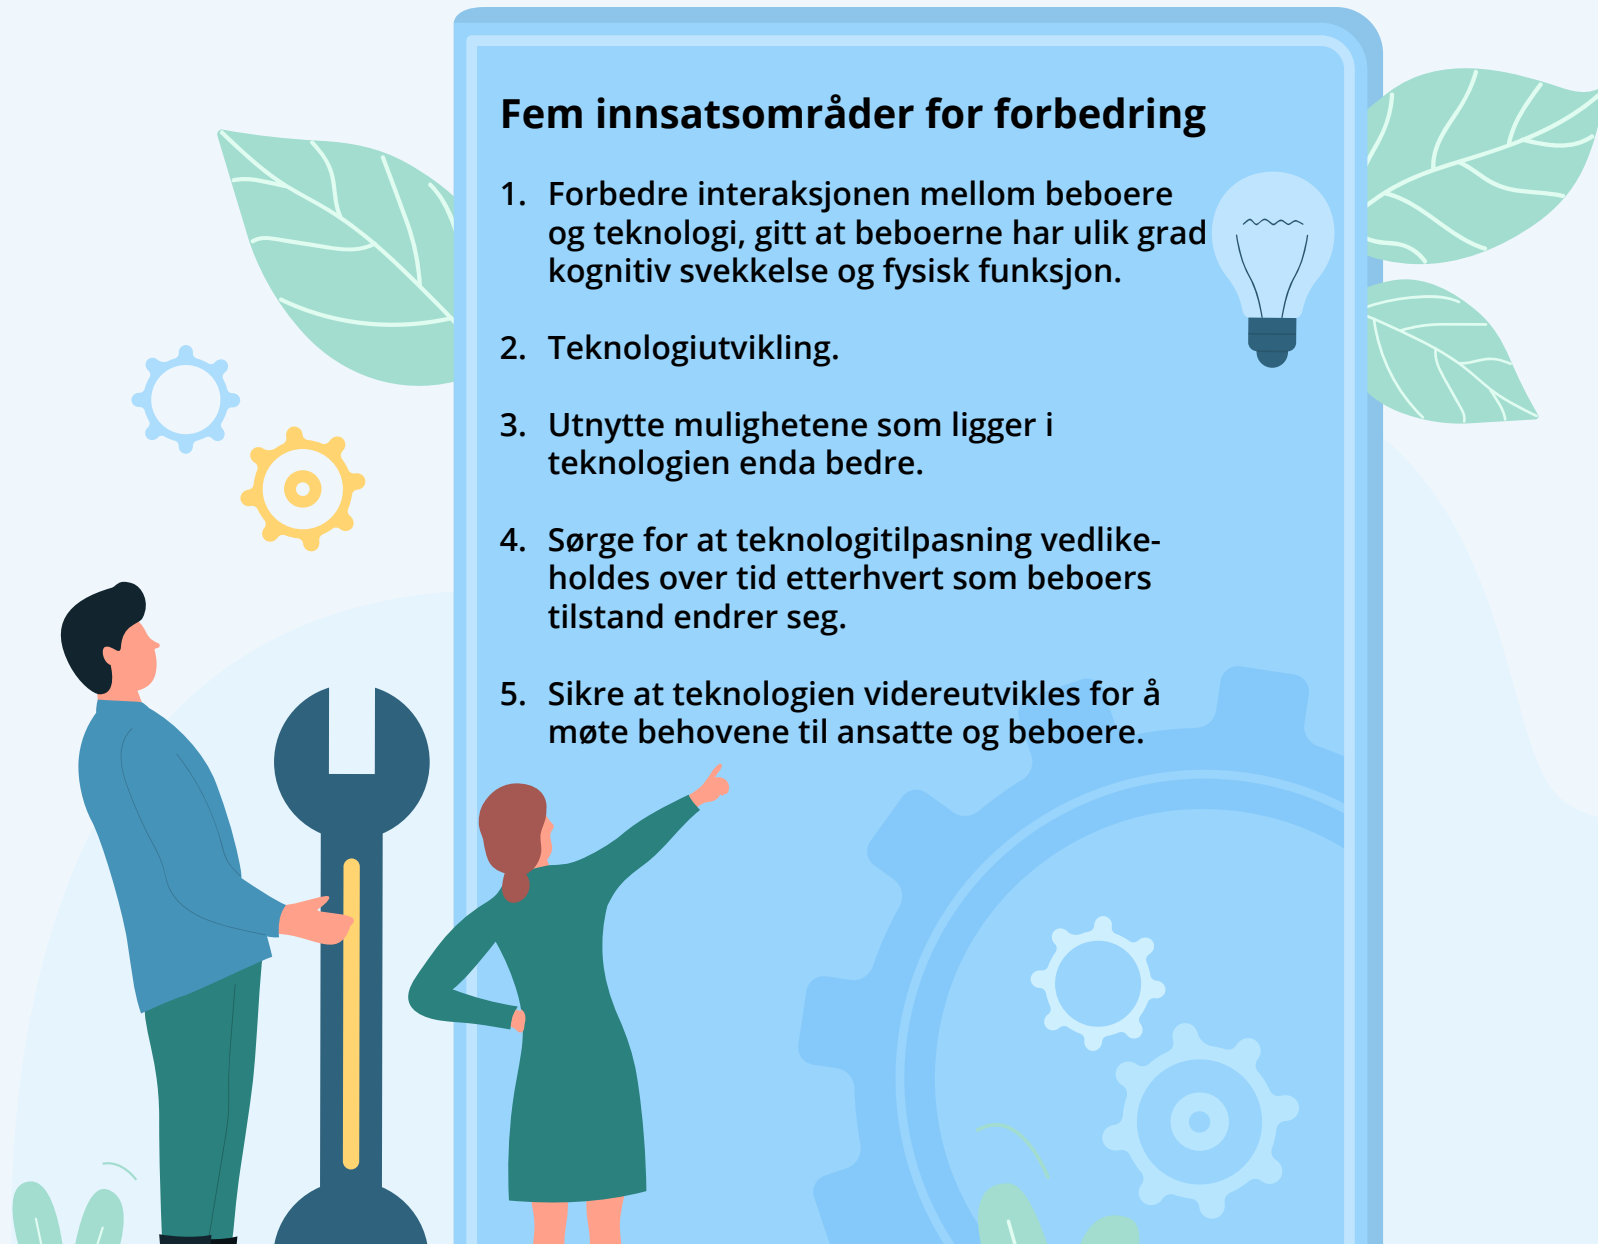 Fem innsatsområder for forbedring
1. Forbedre interaksjonen mellom beboere
og teknologi, gitt at beboerne har ulik grad
kognitiv svekkelse og fysisk funksjon.
2. Teknologiutvikling.
3. Utnytte mulighetene som ligger i
teknologien enda bedre.
4. Sørge for at teknologitilpasning vedlike-
holdes over tid etterhvert som beboers
tilstand endrer seg.
5. Sikre at teknologien videreutvikles for å
møte behovene til ansatte og beboere.